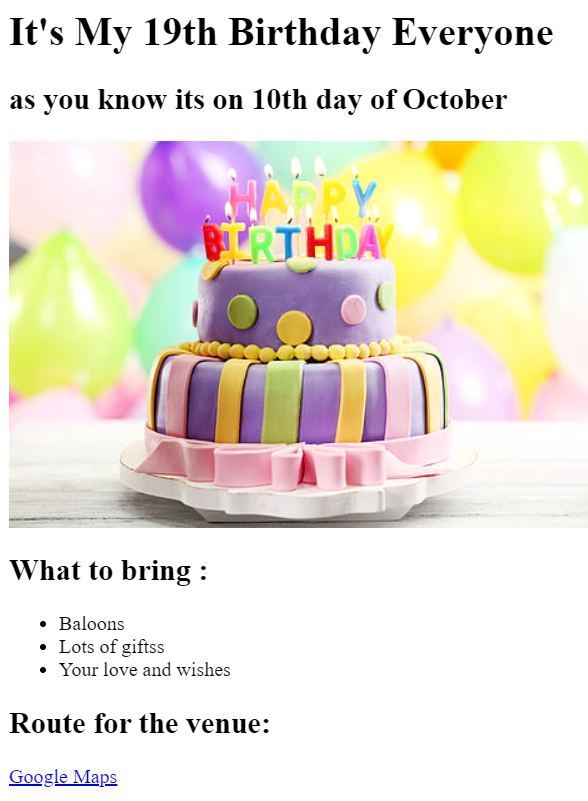 It's My 19th Birthday Everyone
as you know its on 10th day of October
HAPPY
BIRTHDAY
What to bring :
Baloons
Lots of giftss
Your love and wishes
Route for the venue:
Google Maps